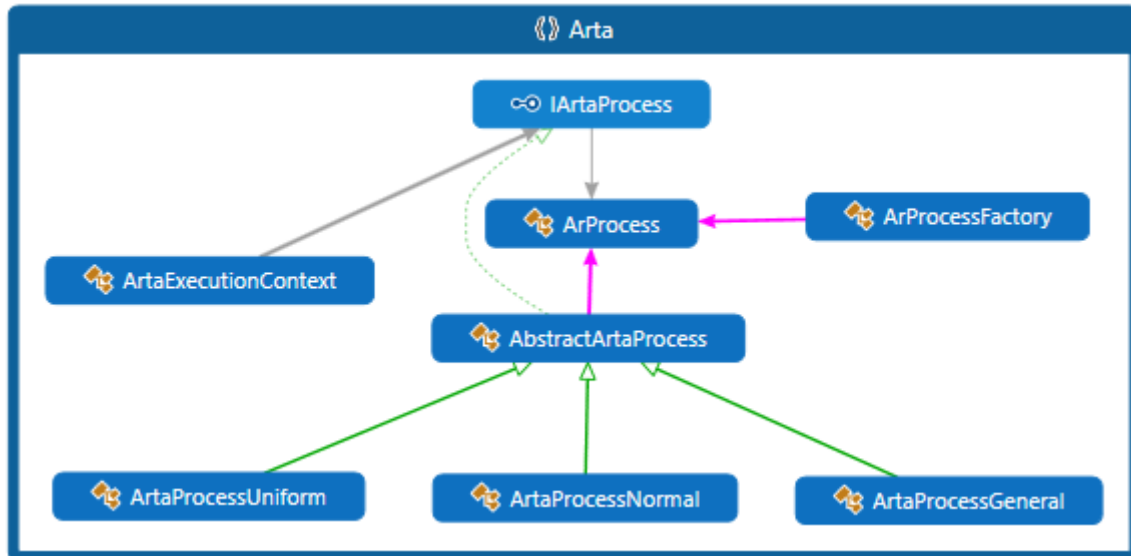 Arta
IArtaProcess
ArProcess
ArProcessFactory
ArtaExecutionContext
AbstractArtaProcess
ArtaProcessUniform
ArtaProcessNormal
ArtaProcessGeneral